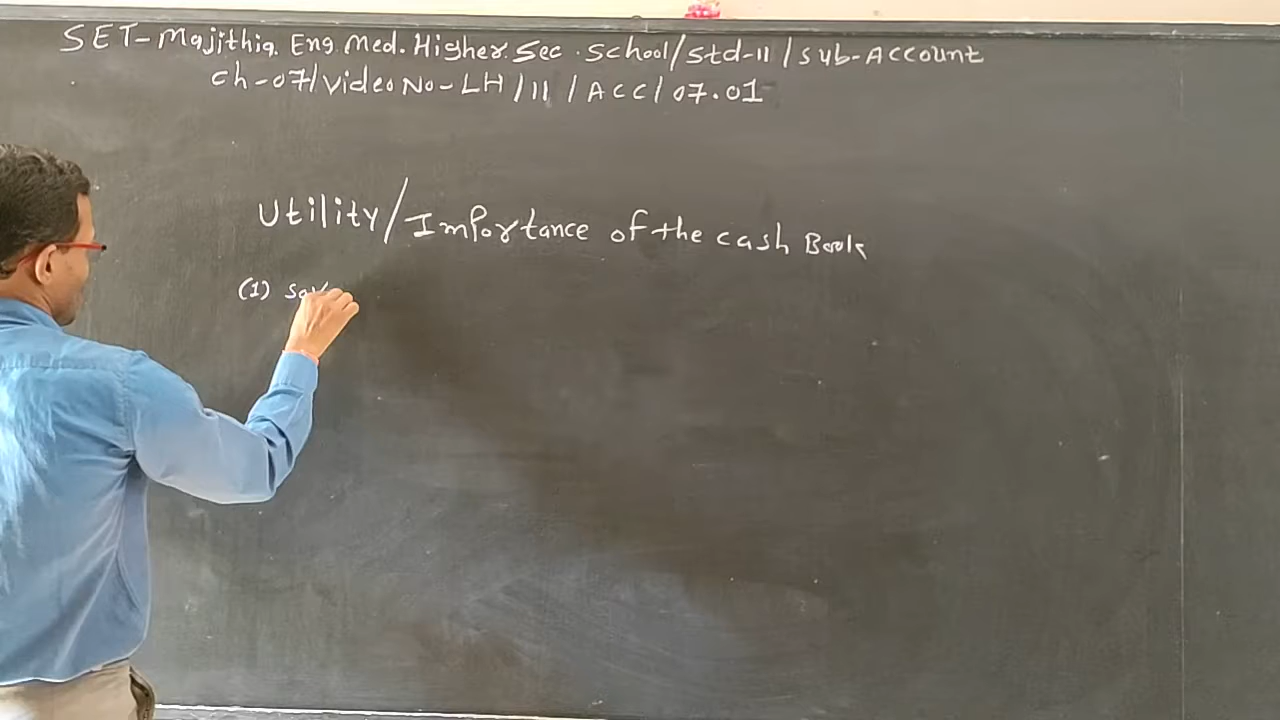 SET-Majithia Eng. Med. Higher. Sec. School/Std-11/Sub-Account
ch-07/Video No-LH/11/ACC/07.01
Utility/Importance of the cash Book
(1) Sav